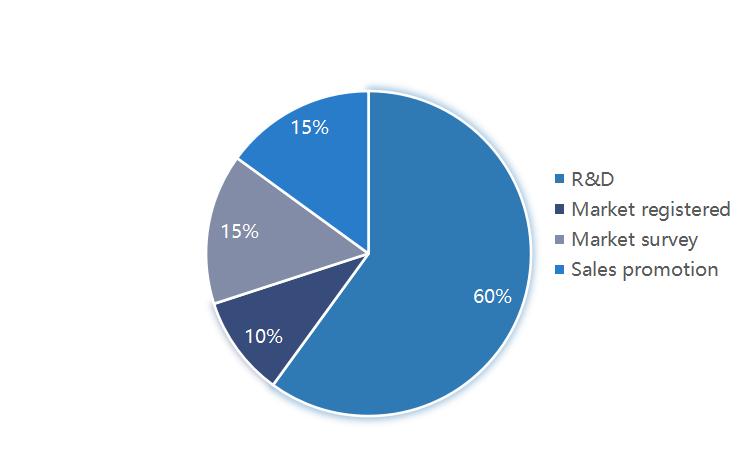 15%
15%
10%
60%
R&D
Market registered
Market survey
Sales promotion